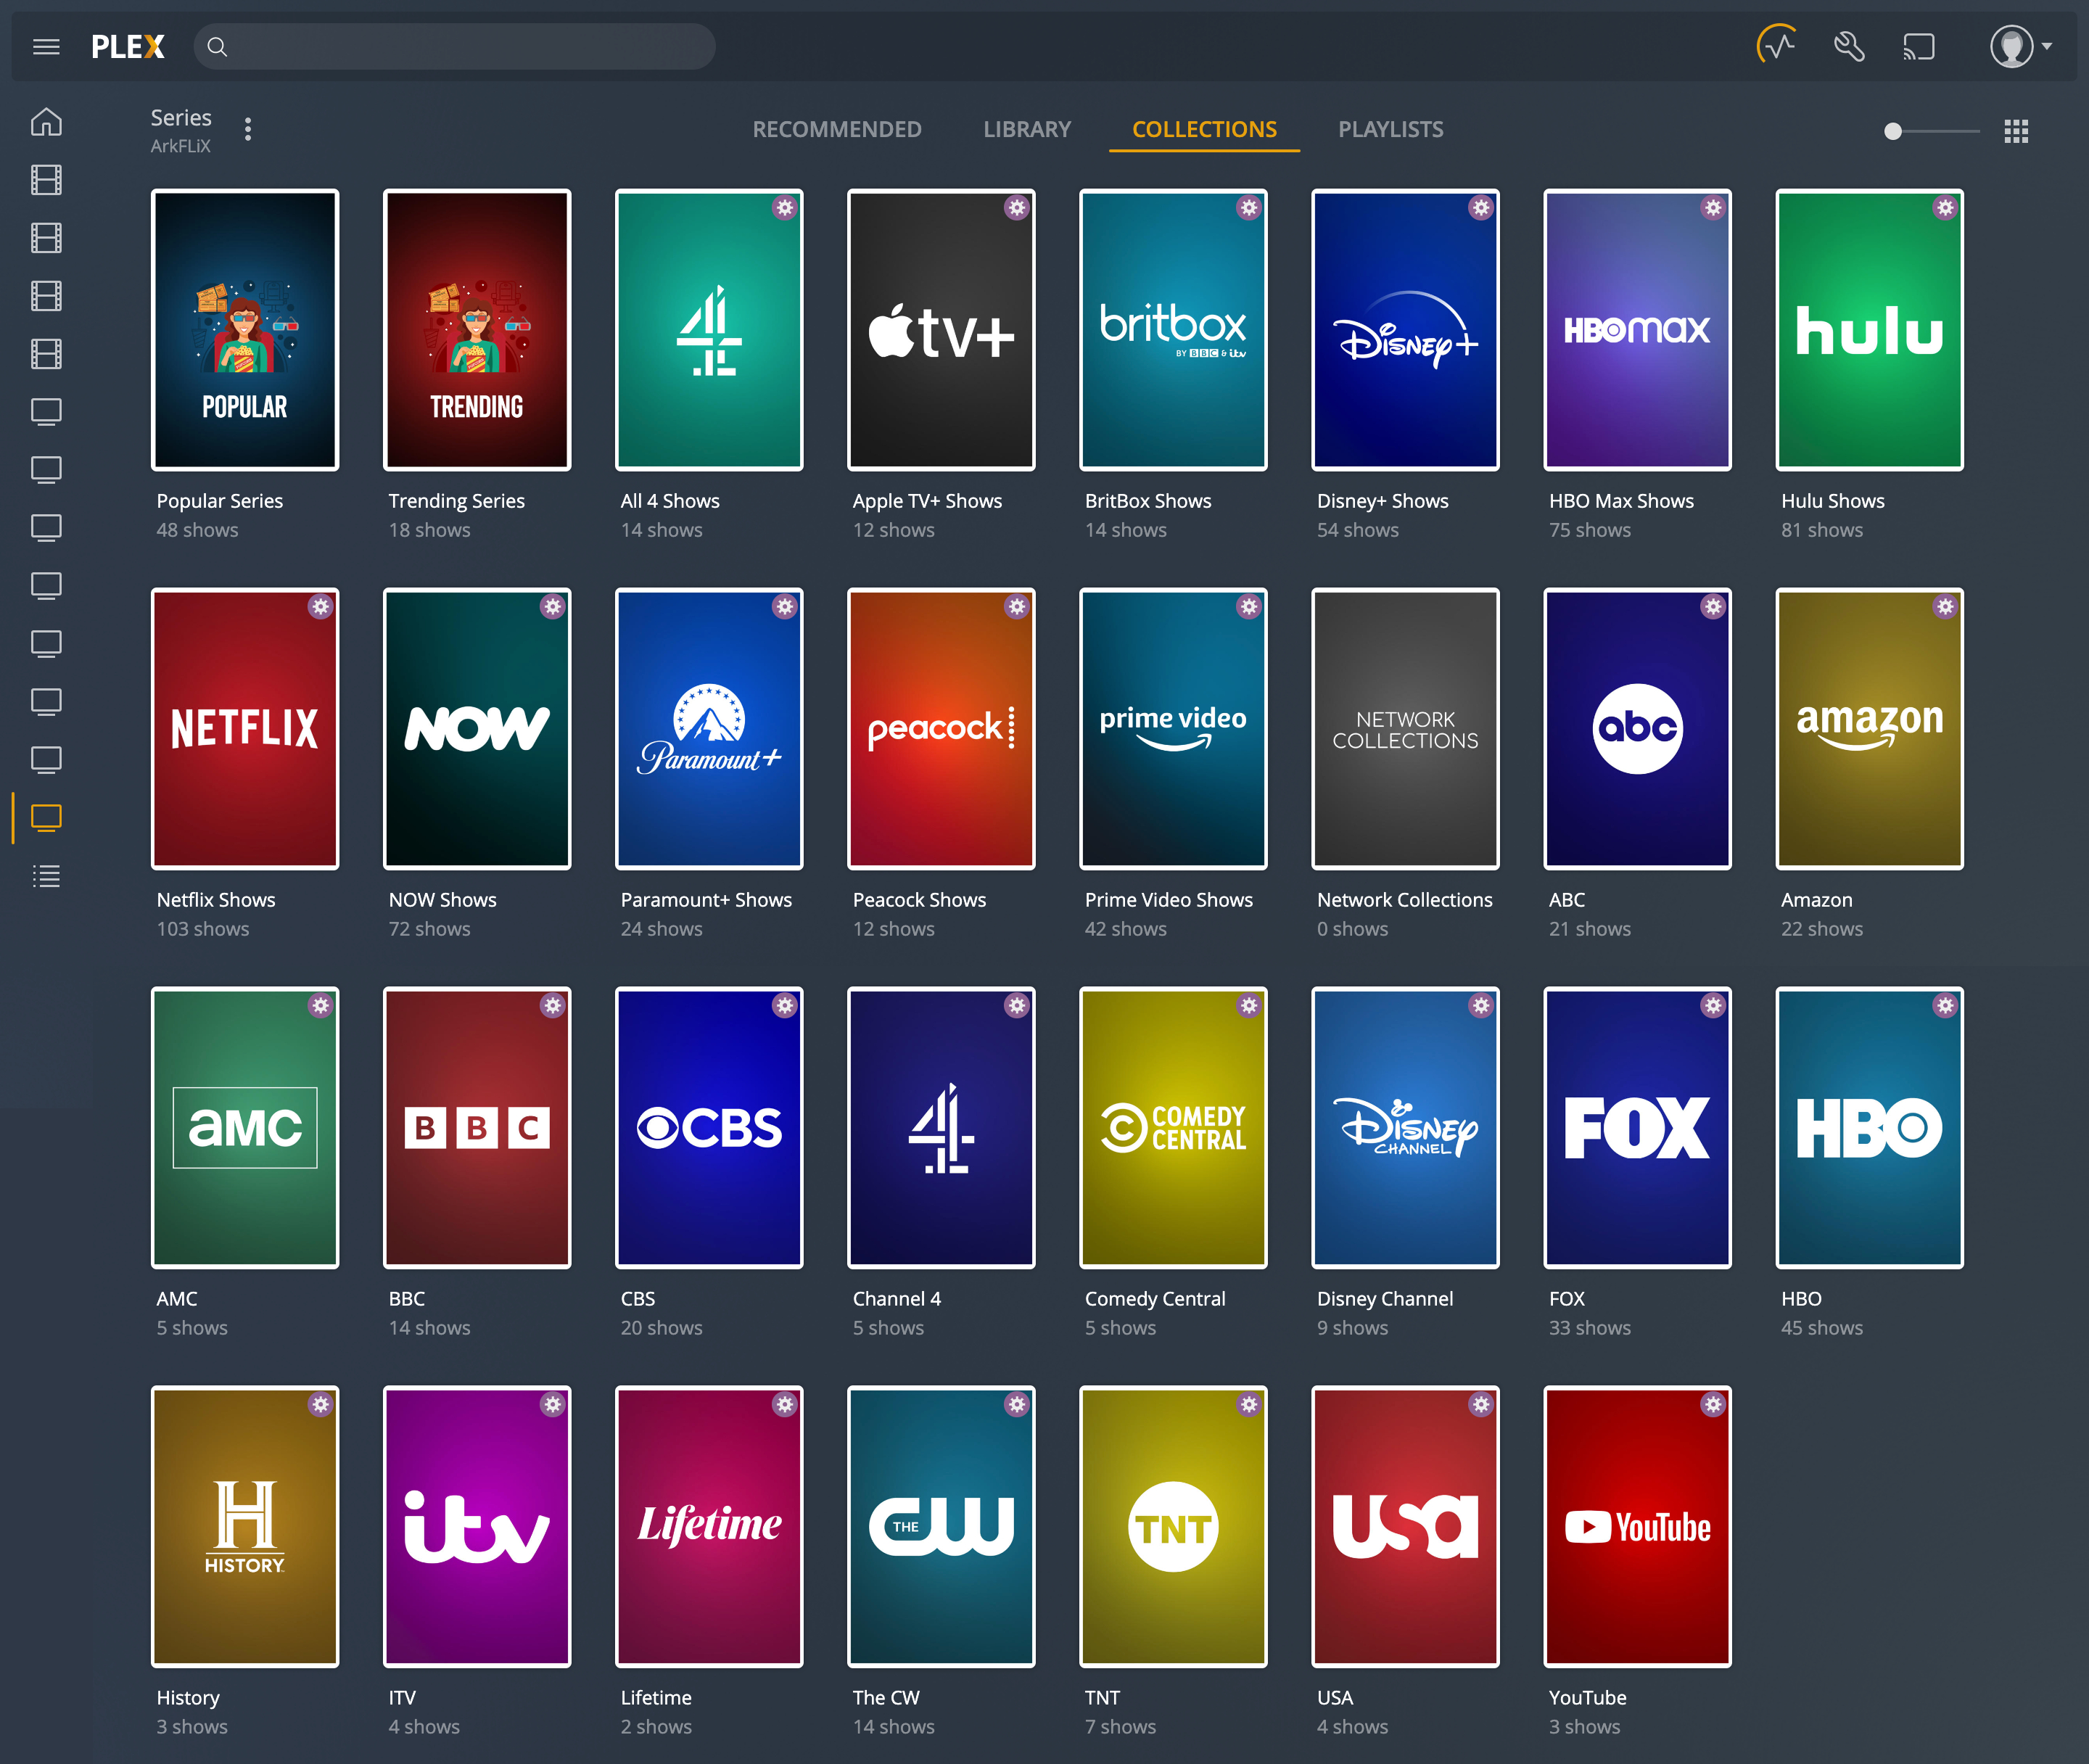 PLEX
Series
ArkFLiX
RECOMMENDED LIBRARY COLLECTIONS PLAYLISTS
POPULAR
TRENDING
4
tv+
britbox
BY BBC & itv
Disney+
HBOmax
hulu
Popular Series
48 shows
Trending Series
18 shows
All 4 Shows
14 shows
Apple TV+ Shows
12 shows
BritBox Shows
14 shows
Disney+ Shows
54 shows
HBO Max Shows
75 shows
Hulu Shows
81 shows
NETFLIX
NOW
Paramount+
peacock
prime video
NETWORK
COLLECTIONS
abc
amazon
Netflix Shows
103 shows
NOW Shows
72 shows
Paramount+ Shows
24 shows
Peacock Shows
12 shows
Prime Video Shows
42 shows
Network Collections
0 shows
ABC
21 shows
Amazon
22 shows
aMC
BBC
CBS
4
COMEDY
CENTRAL
Disney
CHANNEL
FOX
HBO
AMC
5 shows
BBC
14 shows
CBS
20 shows
Channel 4
5 shows
Comedy Central
5 shows
Disney Channel
9 shows
FOX
33 shows
HBO
45 shows
H
HISTORY
itv
Lifetime
THE CW
TNT
usa
YouTube
History
3 shows
ITV
4 shows
Lifetime
2 shows
The CW
14 shows
TNT
7 shows
USA
4 shows
YouTube
3 shows